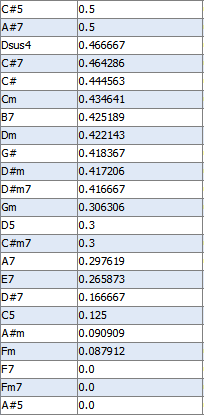 C#5 0.5
A#7 0.5
Dsus4 0.466667
C#7 0.464286
C# 0.444563
Cm 0.434641
B7 0.425189
Dm 0.422143
G# 0.418367
D#m 0.417206
D#m7 0.416667
Gm 0.306306
D5 0.3
C#m7 0.3
A7 0.297619
E7 0.265873
D#7 0.166667
C5 0.125
A#m 0.090909
Fm 0.087912
F7 0.0
Fm7 0.0
A#5 0.0